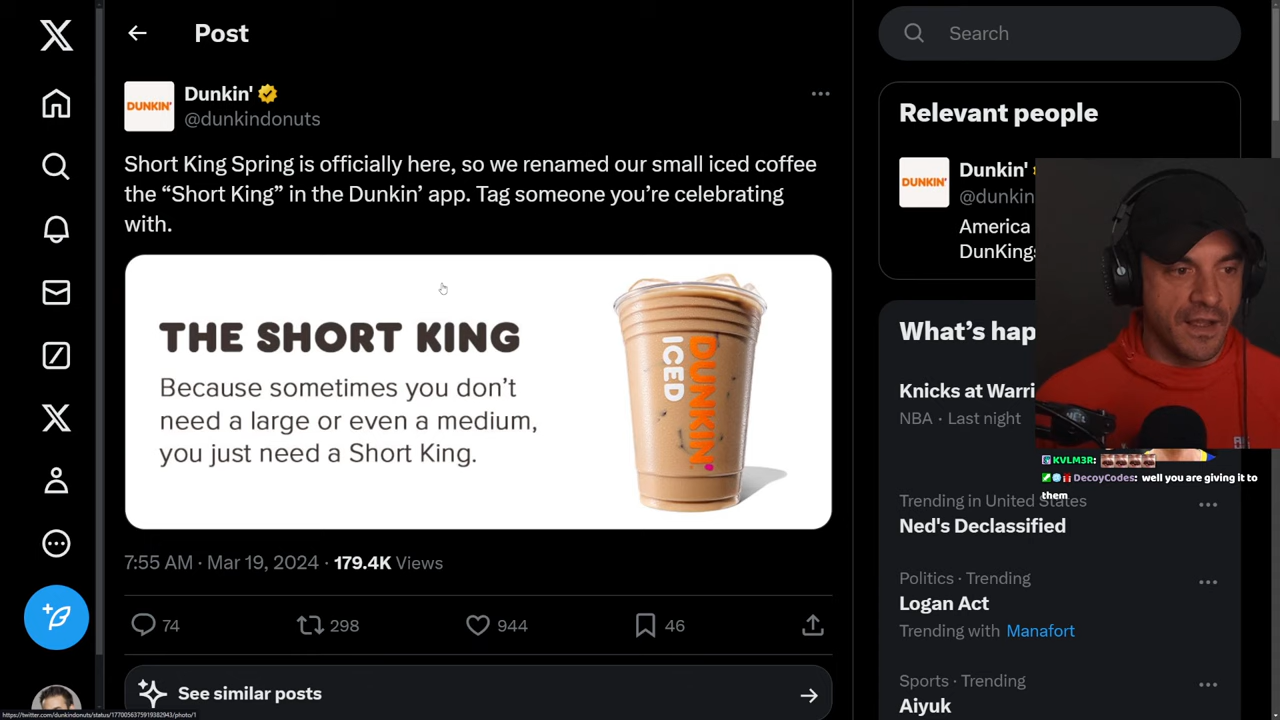 Post
Search
DUNKIN'
Dunkin'
@dunkindonuts
Short King Spring is officially here, so we renamed our small iced coffee
the “Short King” in the Dunkin’ app. Tag someone you’re celebrating
with.
THE SHORT KING
Because sometimes you don’t
need a large or even a medium,
you just need a Short King.
DUNKIN'
ICED
7:55 AM · Mar 19, 2024 · 179.4K Views
74
298
944
46
See similar posts
Relevant people
DUNKIN'
Dunkin'
@dunkin
America
DunKings
What’s hap
Knicks at Warri
NBA · Last night
KVLM3R:
DecoyCodes: well you are giving it to
them
Trending in United States
Ned's Declassified
Politics · Trending
Logan Act
Trending with Manafort
Sports · Trending
Aiyuk